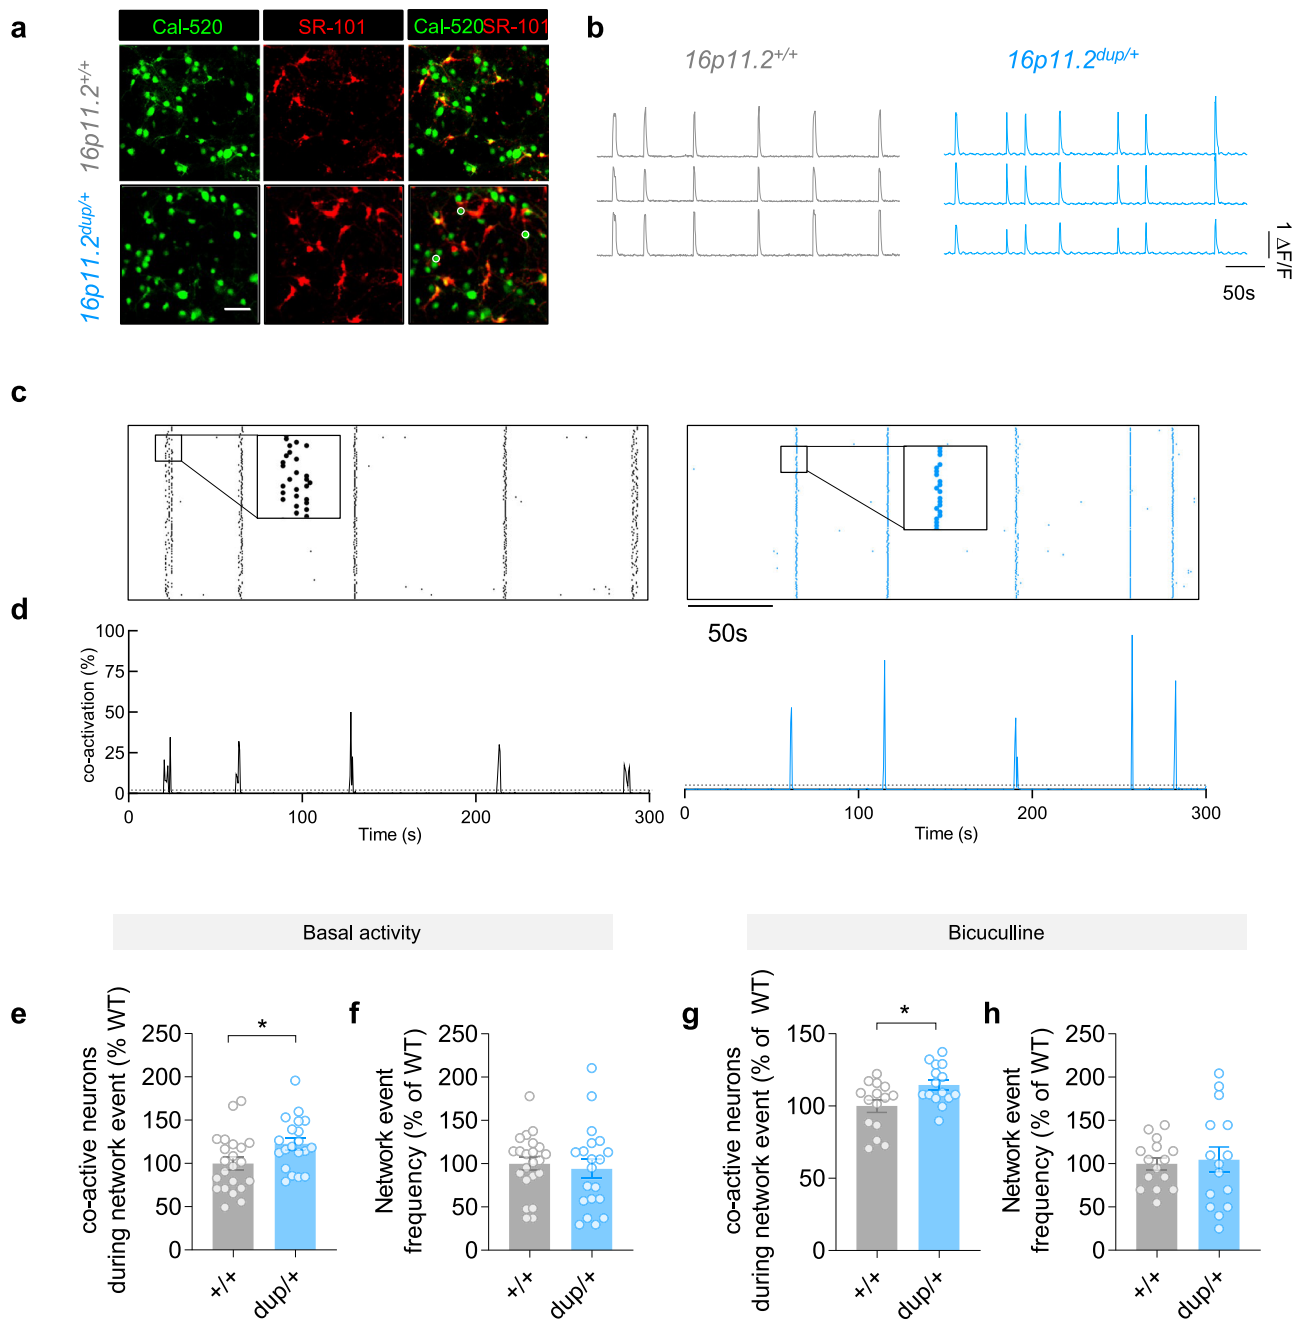 a
Cal-520
SR-101
Cal-520SR-101
16p11.2+/+
16p11.2dup/+
b
16p11.2+/+
16p11.2dup/+
1 ΔF/F
50s
c
50s
d
co-activation (%)
100
75
50
25
0
0
100
200
300
Time (s)
0
100
200
300
Time (s)
Basal activity
Bicuculline
e
co-active neurons
during network event (% WT)
250
200
150
100
50
0
*
+/+
dup/+
f
Network event
frequency (% of WT)
250
200
150
100
50
0
+/+
dup/+
g
co-active neurons
during network event (% of WT)
150
100
50
0
*
+/+
dup/+
h
Network event
frequency (% of WT)
250
200
150
100
50
0
+/+
dup/+